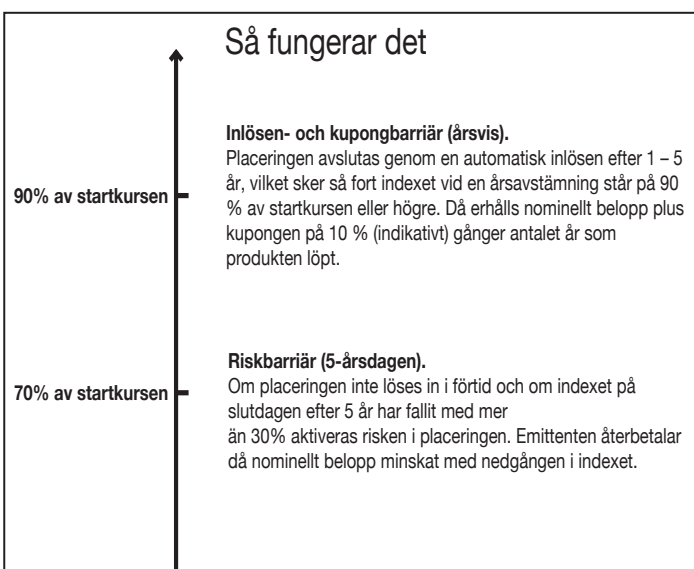 Så fungerar det
Inlösen- och kupongbarriär (årsvis).
Placeringen avslutas genom en automatisk inlösen efter 1 – 5
år, vilket sker så fort indexet vid en årsavstämning står på 90
% av startkursen eller högre. Då erhålls nominellt belopp plus
kupongen på 10 % (indikativt) gånger antalet år som
produkten löpt.
90% av startkursen
Riskbarriär (5-årsdagen).
Om placeringen inte löses in i förtid och om indexet på
slutdagen efter 5 år har fallit med mer
än 30% aktiveras risken i placeringen. Emittenten återbetalar
då nominellt belopp minskat med nedgången i indexet.
70% av startkursen